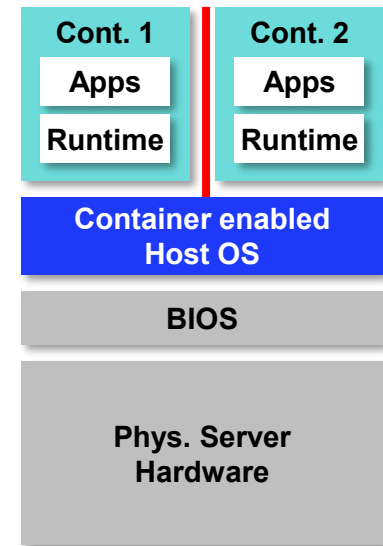 Cont. 1
Apps
Runtime
Cont. 2
Apps
Runtime
Container enabled
Host OS
BIOS
Phys. Server
Hardware